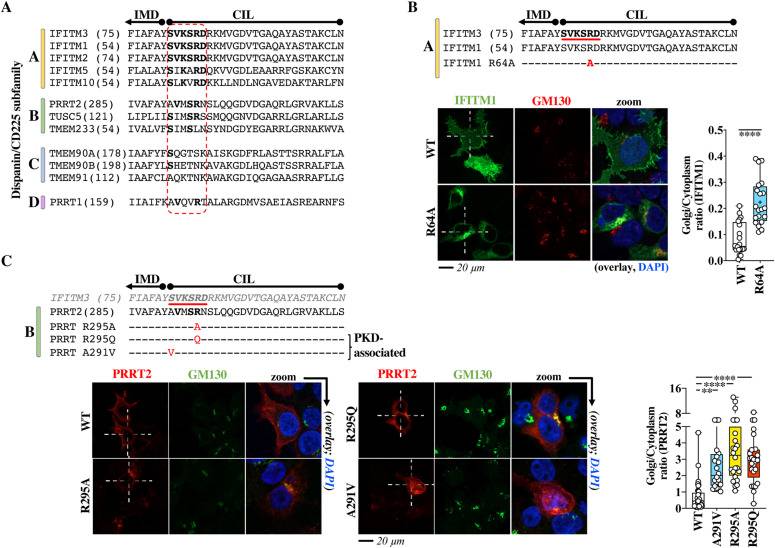 A
IMD CIL
Dispanin/CD225 subfamily
A
IFITM3 (75) FIAFAYSVKSRDRKMVGDVTGAQAYASTAKCLN
IFITM1 (54) FIAFAYSVKSRDRKMVGDVTGAQAYASTAKCLN
IFITM2 (74) FIAFAYSVKSRDRKMVGDVTGAQAYASTAKCLN
IFITM5 (54) FLALAYSIKARDQKVVGDLEAARRFGSKAKCYN
IFITM10(54) FIALAYSLKVRDKKLLNDLNGAVEDAKTARLFN
B
PRRT2(285) IVAFAYAVMSRNSLQQGDVDGAQRLGRVAKLLS
TUSC5(121) LIPLIISIMSRSSMQQGNVDGARRLGRLARLLS
TMEM233(54) IVALVFSIMSLNSYNDGDYEGARRLGRNAKWVA
C
TMEM90A(178) IAAFYFSQGTSKAISKGDFRLASTTSRRALFLA
TMEM90B(198) IAAFYLSHETNKAVAKGDLHQASTSSRRALFLA
TMEM91(112) IAAFCLAQKTNKAWAKGDIQGAGAASRRAFLLG
D
PRRT1(159) IIAIFKAVQVRTALARGDMVSAEIASREARNFS
B
IMD CIL
A
IFITM3 (75) FIAFAYSVKSRDRKMVGDVTGAQAYASTAKCLN
IFITM1 (54) FIAFAYSVKSRDRKMVGDVTGAQAYASTAKCLN
IFITM1 R64A A
IFITM1 GM130 zoom
WT
R64A
20 µm
(overlay, DAPI)
Golgi/Cytoplasm
ratio (IFITM1)
****
0.5
0.4
0.3
0.2
0.1
0.0
WT
R64A
C
IMD CIL
B
IFITM3 (75) FIAFAYSVKSRDRKMVGDVTGAQAYASTAKCLN
PRRT2(285) IVAFAYAVMSRNSLQQGDVDGAQRLGRVAKLLS
PRRT R295A A
PRRT R295Q Q
PRRT A291V V
PKD-
associated
PRRT2 GM130 zoom
WT
R295A
(overlay, DAPI)
PRRT2 GM130 zoom
R295Q
A291V
(overlay, DAPI)
20 µm
Golgi/Cytoplasm
ratio (PRRT2)
****
****
**
16
12
8
5
4
3
2
1
0
WT
A291V
R295A
R295Q